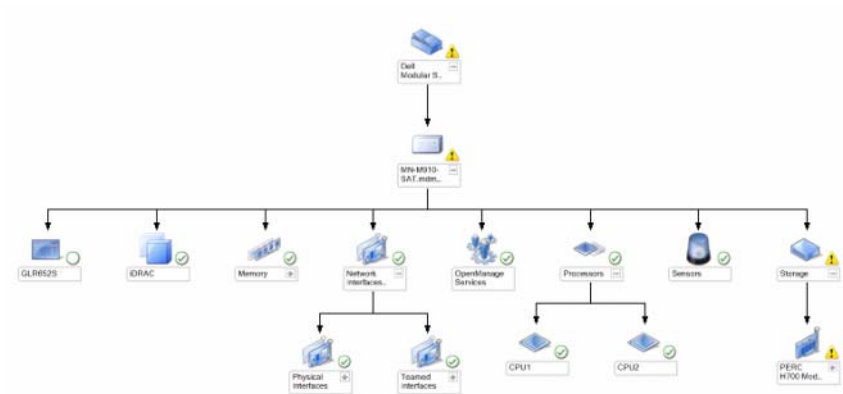 Dell
Modular S..
MN-M910-
SAT.mdm..
GLR652S
iDRAC
Memory
Network
Interfaces..
OpenManage
Services
Processors
Sensors
Storage
Physical
Interfaces
Teamed
Interfaces
CPU1
CPU2
PERC
H700 Mod..